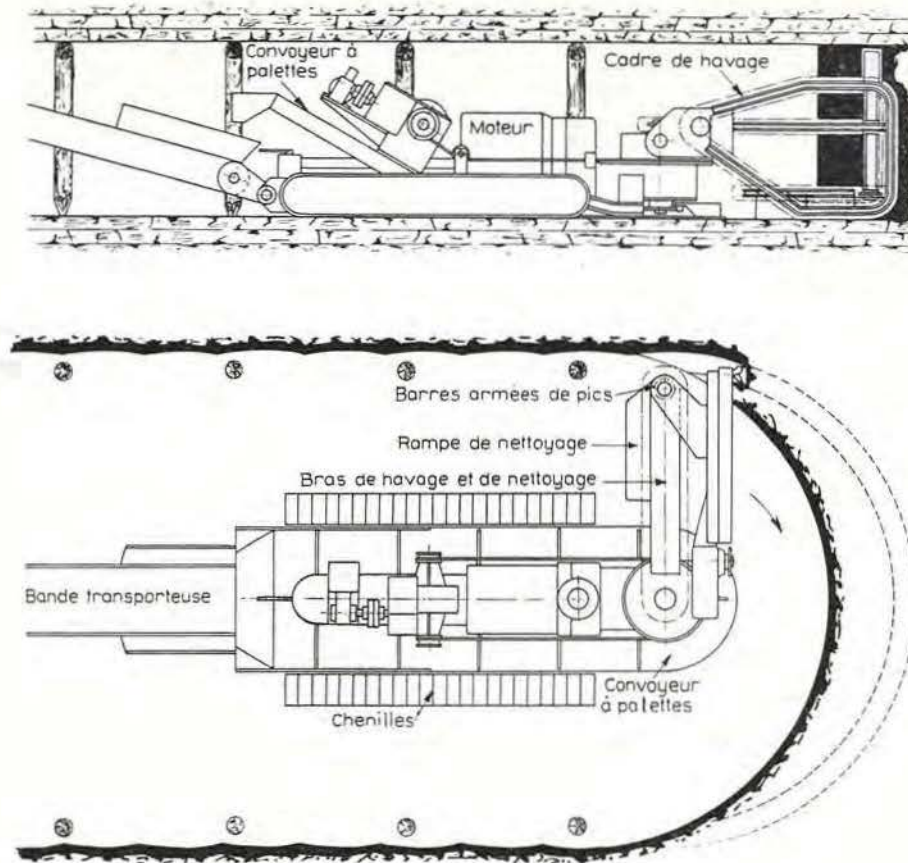 Convoyeur à
palettes
Cadre de havage
Moteur
Barres armées de pics
Rampe de nettoyage
Bras de havage et de nettoyage
Bande transporteuse
Convoyeur
à palettes
Chenilles